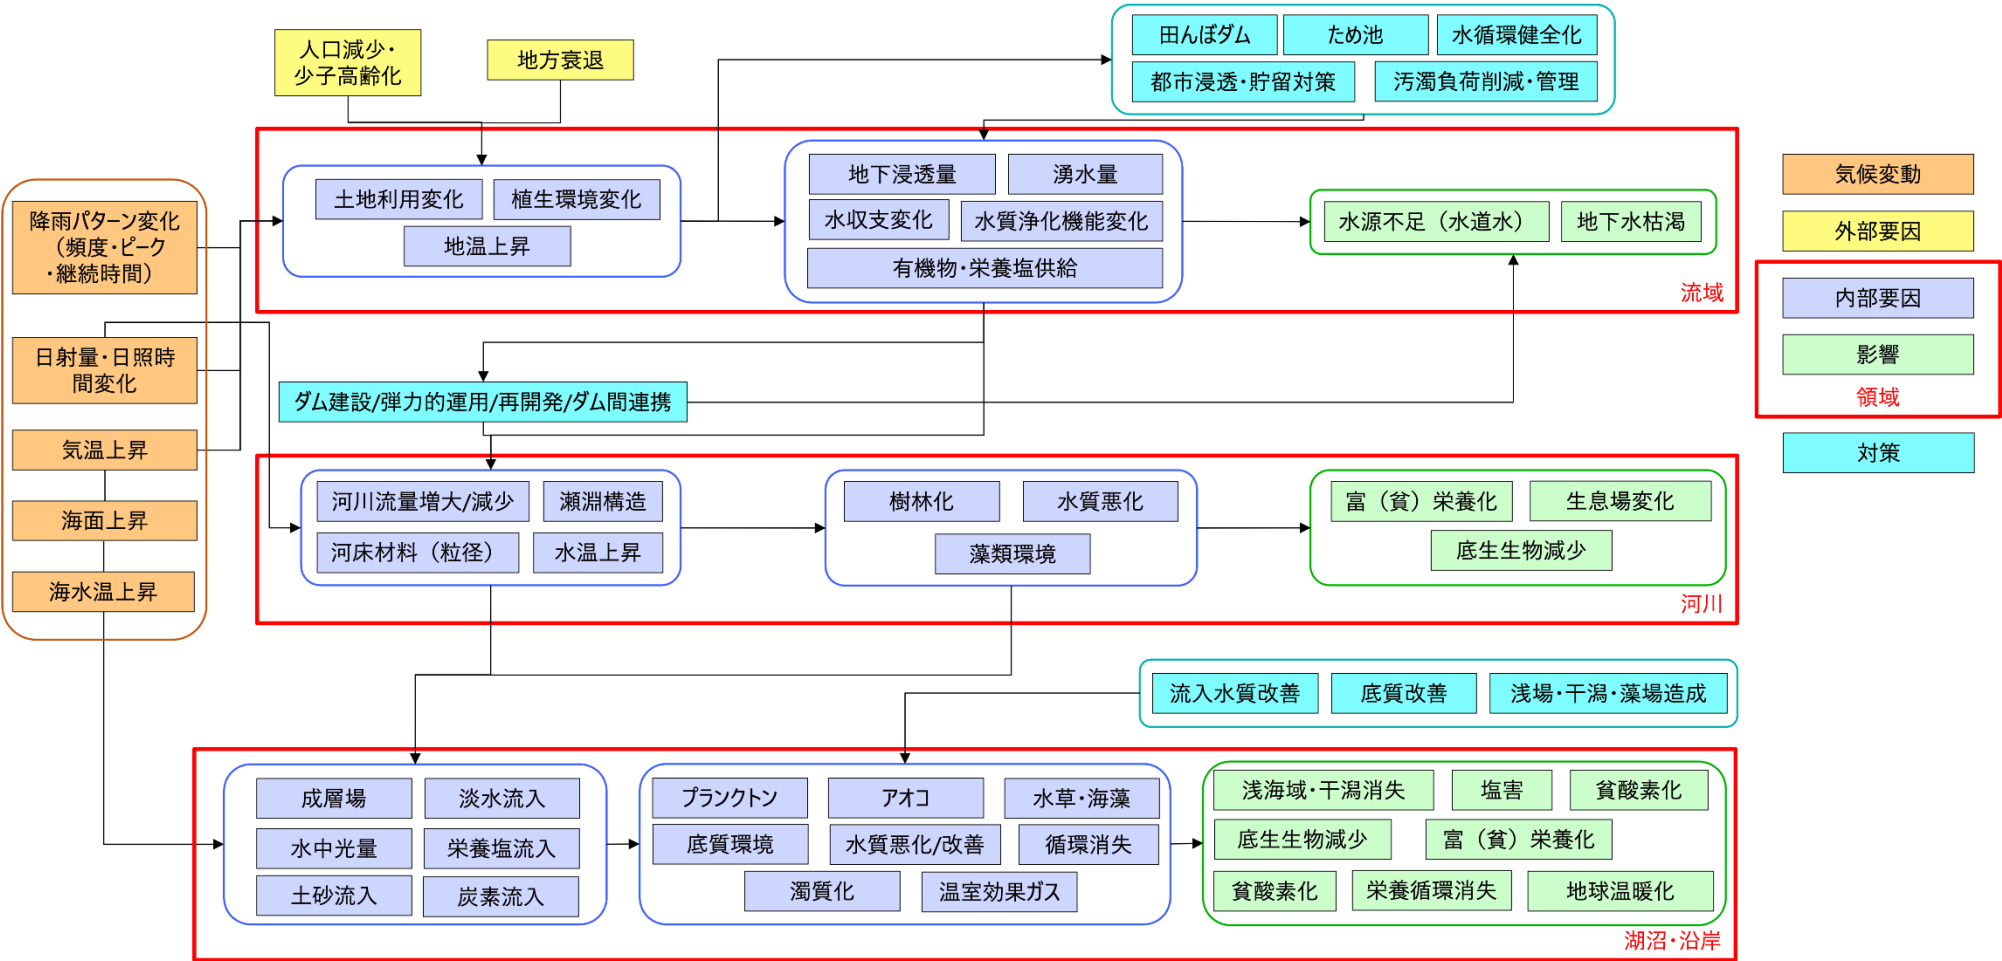 人口減少・
少子高齢化
地方衰退
田んぼダム
ため池
水循環健全化
都市浸透・貯留対策
汚濁負荷削減・管理
降雨パターン変化
（頻度・ピーク
・継続時間）
日射量・日照時
間変化
気温上昇
海面上昇
海水温上昇
土地利用変化
植生環境変化
地温上昇
地下浸透量
湧水量
水収支変化
水質浄化機能変化
有機物・栄養塩供給
水源不足（水道水）
地下水枯渇
流域
ダム建設/弾力的運用/再開発/ダム間連携
河川流量増大/減少
瀬淵構造
河床材料（粒径）
水温上昇
樹林化
水質悪化
藻類環境
富（貧）栄養化
生息場変化
底生生物減少
河川
流入水質改善
底質改善
浅場・干潟・藻場造成
成層場
淡水流入
水中光量
栄養塩流入
土砂流入
炭素流入
プランクトン
アオコ
水草・海藻
底質環境
水質悪化/改善
循環消失
濁質化
温室効果ガス
浅海域・干潟消失
塩害
貧酸素化
底生生物減少
富（貧）栄養化
貧酸素化
栄養循環消失
地球温暖化
湖沼・沿岸
気候変動
外部要因
内部要因
影響
領域
対策